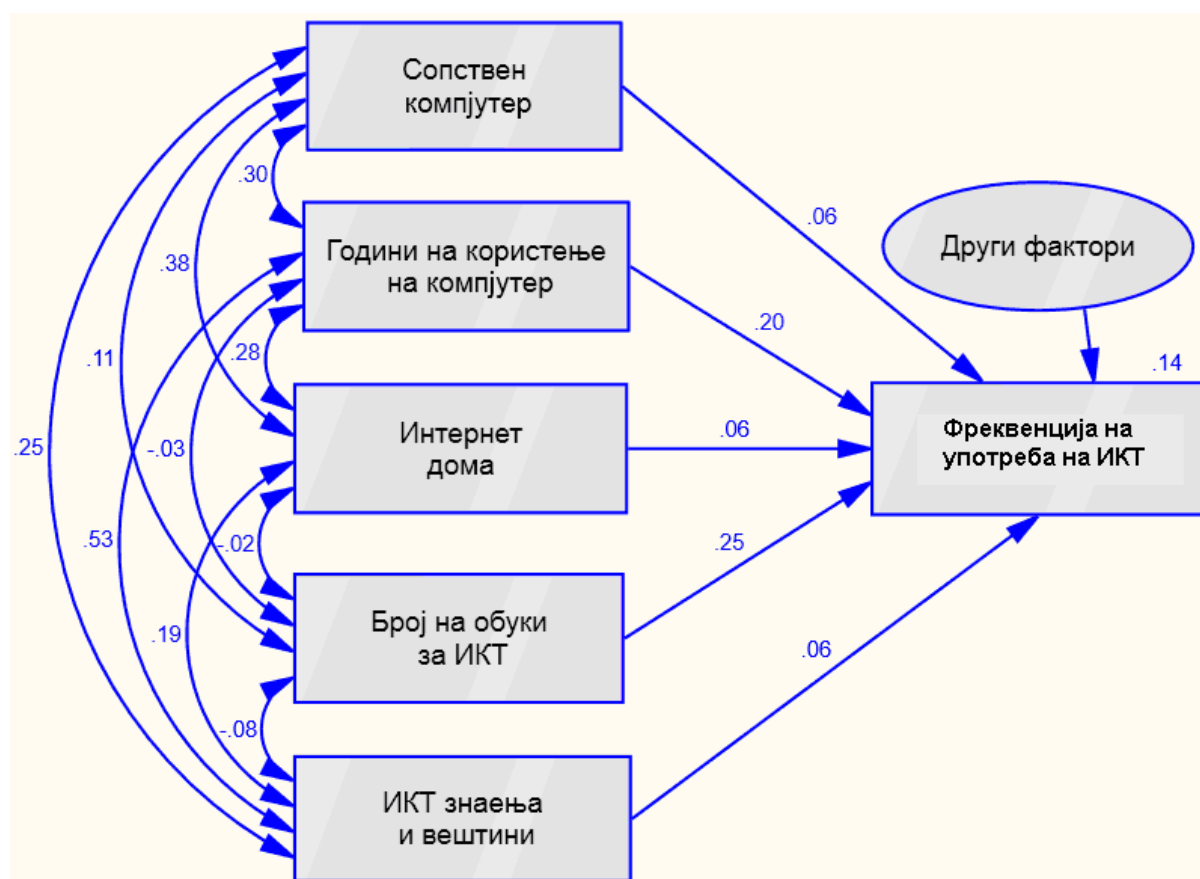 Сопствен
компјутер
.30
Години на користење
на компјутер
.38
.28
.11
.25
-.03
Интернет
дома
.53
-.02
Број на обуки
за ИКТ
.19
-.08
ИКТ знаења
и вештини
.06
.20
.06
.25
.06
Други фактори
.14
Фреквенција на
употреба на ИКТ